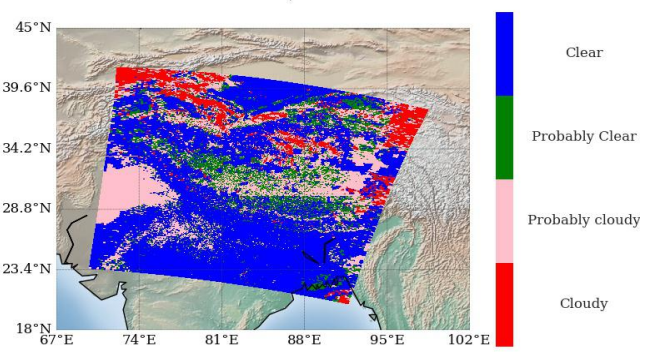 45°N
39.6°N
34.2°N
28.8°N
23.4°N
18°N
67°E 74°E 81°E 88°E 95°E 102°E
Clear
Probably Clear
Probably cloudy
Cloudy